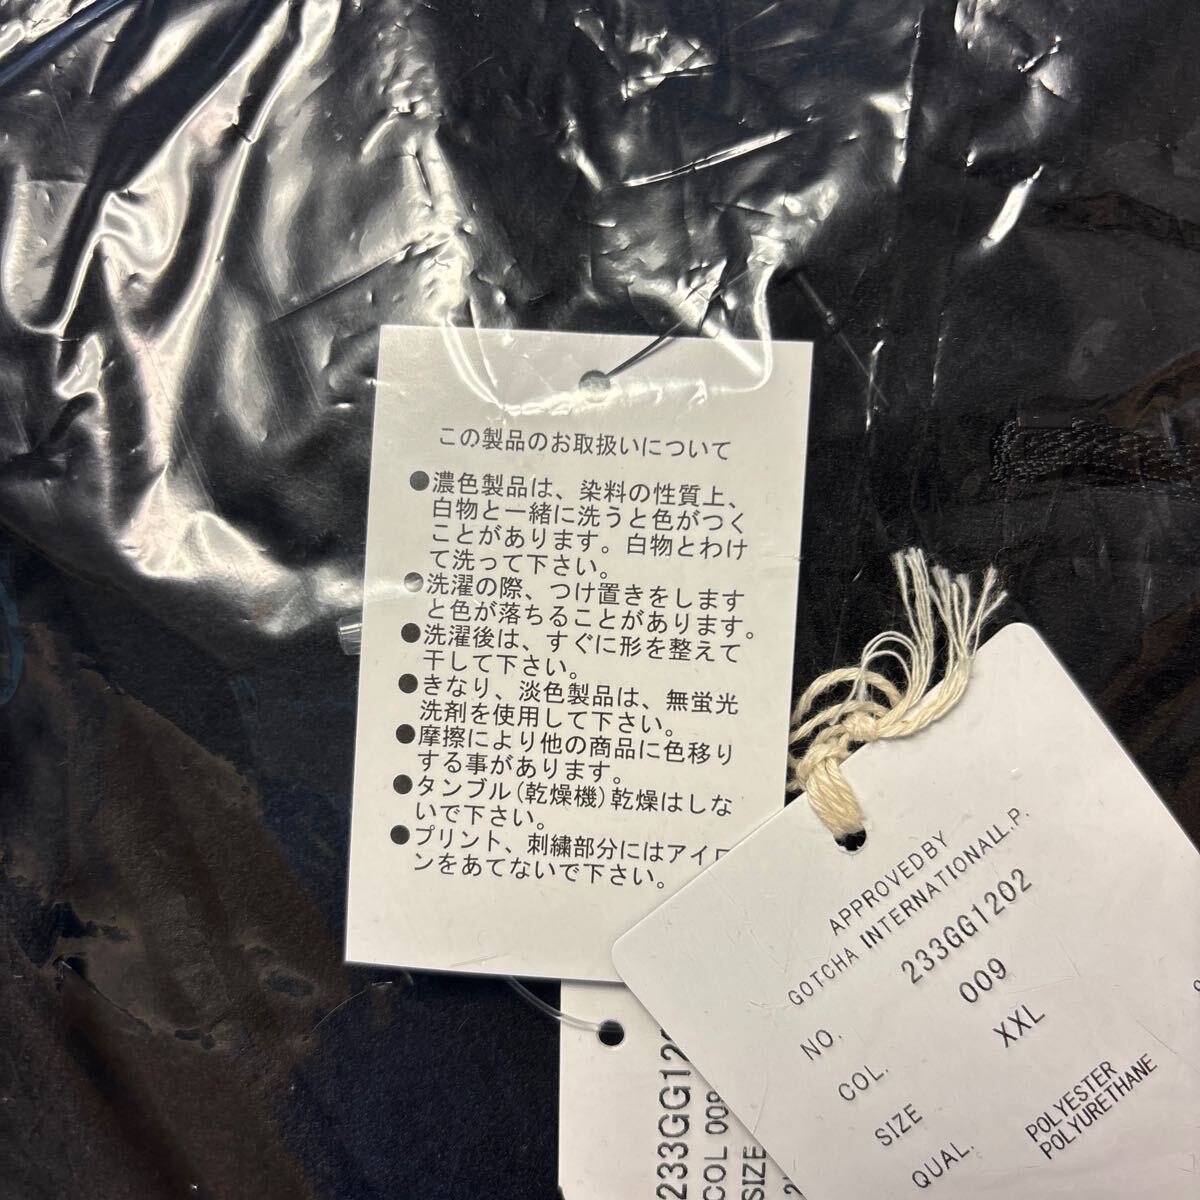 この製品のお取扱いについて
●濃色製品は、染料の性質上、
白物と一緒に洗うと色がつく
ことがあります。白物とわけ
て洗って下さい。
●洗濯の際、つけ置きをします
と色が落ちることがあります。
●洗濯後は、すぐに形を整えて
干して下さい。
●きなり、淡色製品は、無蛍光
洗剤を使用して下さい。
●摩擦により他の商品に色移り
する事があります。
●タンブル(乾燥機)乾燥はしな
いで下さい。
●プリント、刺繍部分にはアイロ
ンをあてないで下さい。
APPROVED BY
GOTCHA INTERNATIONAL L.P.
NO. 233GG1202
COL. 009
SIZE XXL
QUAL. POLYESTER
POLYURETHANE
233GG12
COL 009
SIZE